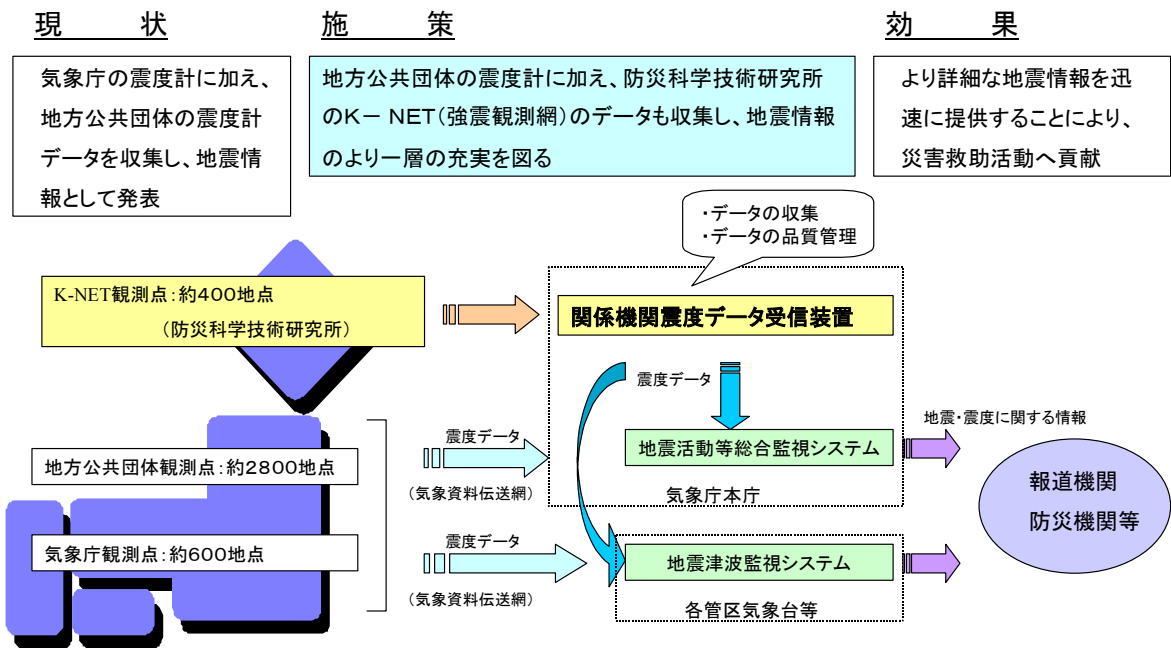 現　　状
施　　策
効　　果
気象庁の震度計に加え、
地方公共団体の震度計
データを収集し、地震情
報として発表
地方公共団体の震度計に加え、防災科学技術研究所
のK－NET(強震観測網)のデータも収集し、地震情報
のより一層の充実を図る
より詳細な地震情報を迅
速に提供することにより、
災害救助活動へ貢献
・データの収集
・データの品質管理
K-NET観測点：約400地点
（防災科学技術研究所）
関係機関震度データ受信装置
震度データ
地方公共団体観測点：約2800地点
震度データ
(気象資料伝送網)
地震活動等総合監視システム
気象庁本庁
地震・震度に関する情報
報道機関
防災機関等
気象庁観測点：約600地点
震度データ
(気象資料伝送網)
地震津波監視システム
各管区気象台等